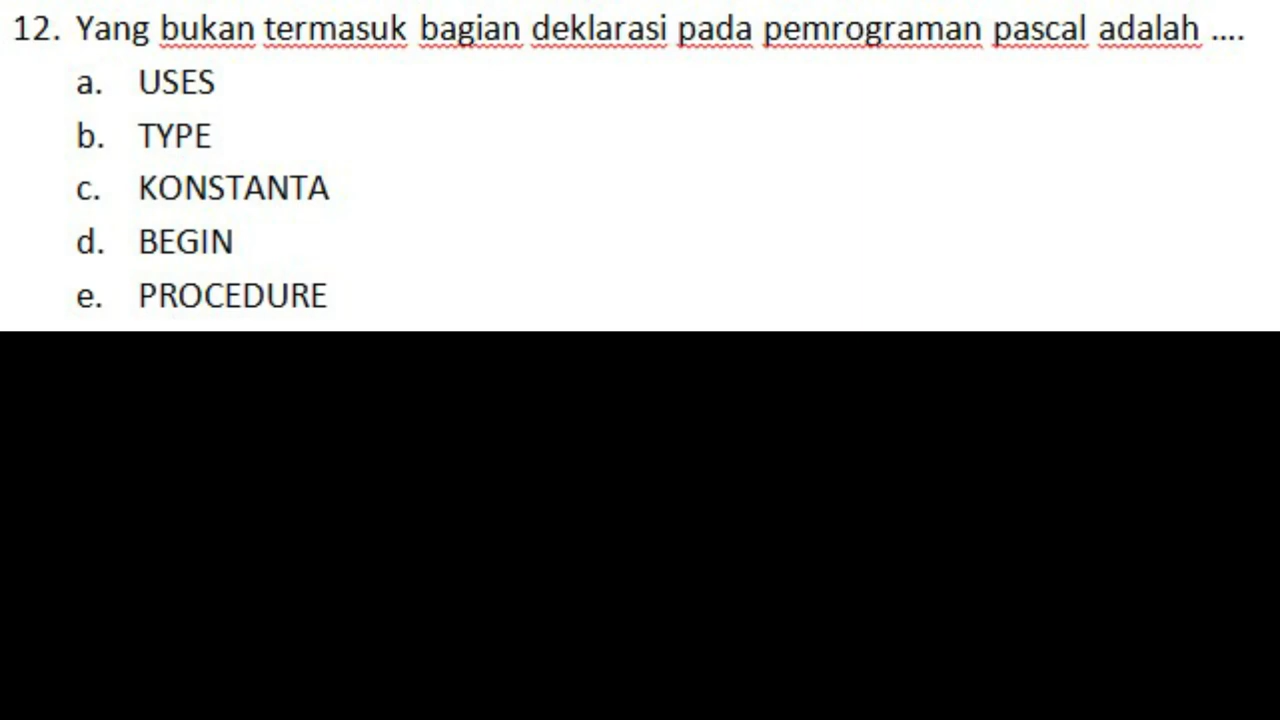 12. Yang bukan termasuk bagian deklarasi pada pemrograman pascal adalah ....
a. USES
b. TYPE
c. KONSTANTA
d. BEGIN
e. PROCEDURE